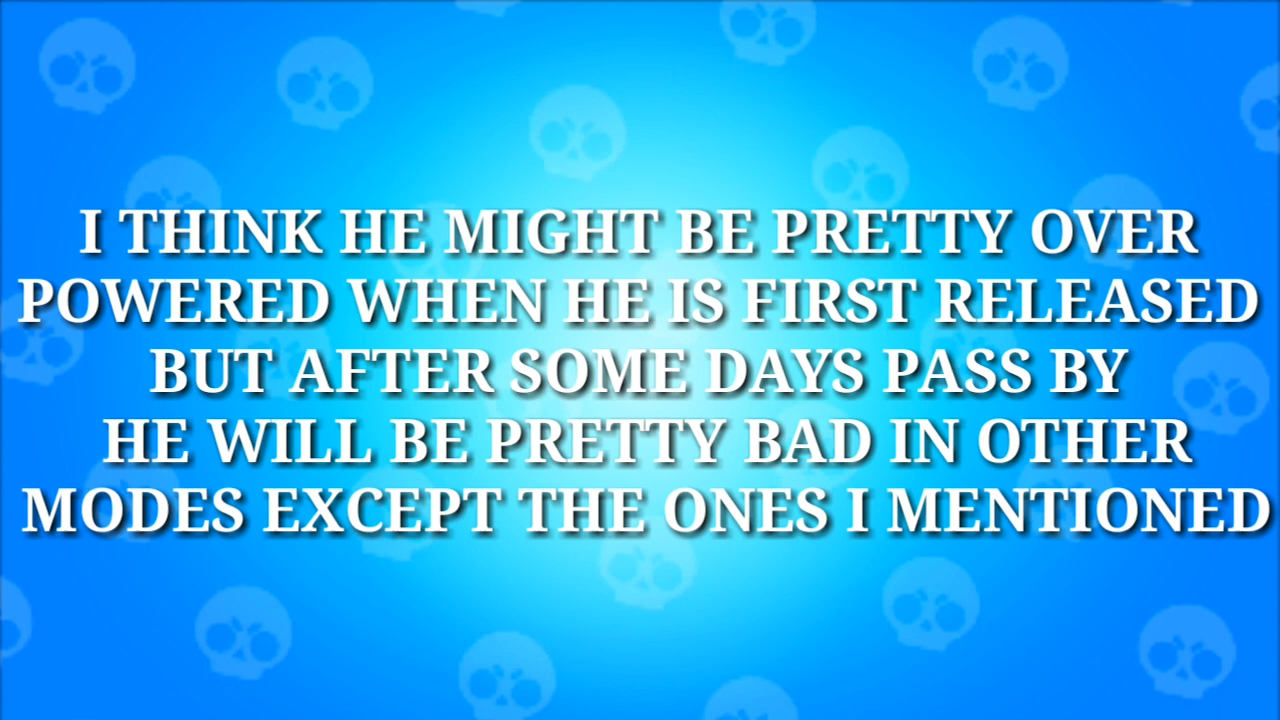 I THINK HE MIGHT BE PRETTY OVER
POWERED WHEN HE IS FIRST RELEASED
BUT AFTER SOME DAYS PASS BY
HE WILL BE PRETTY BAD IN OTHER
MODES EXCEPT THE ONES I MENTIONED